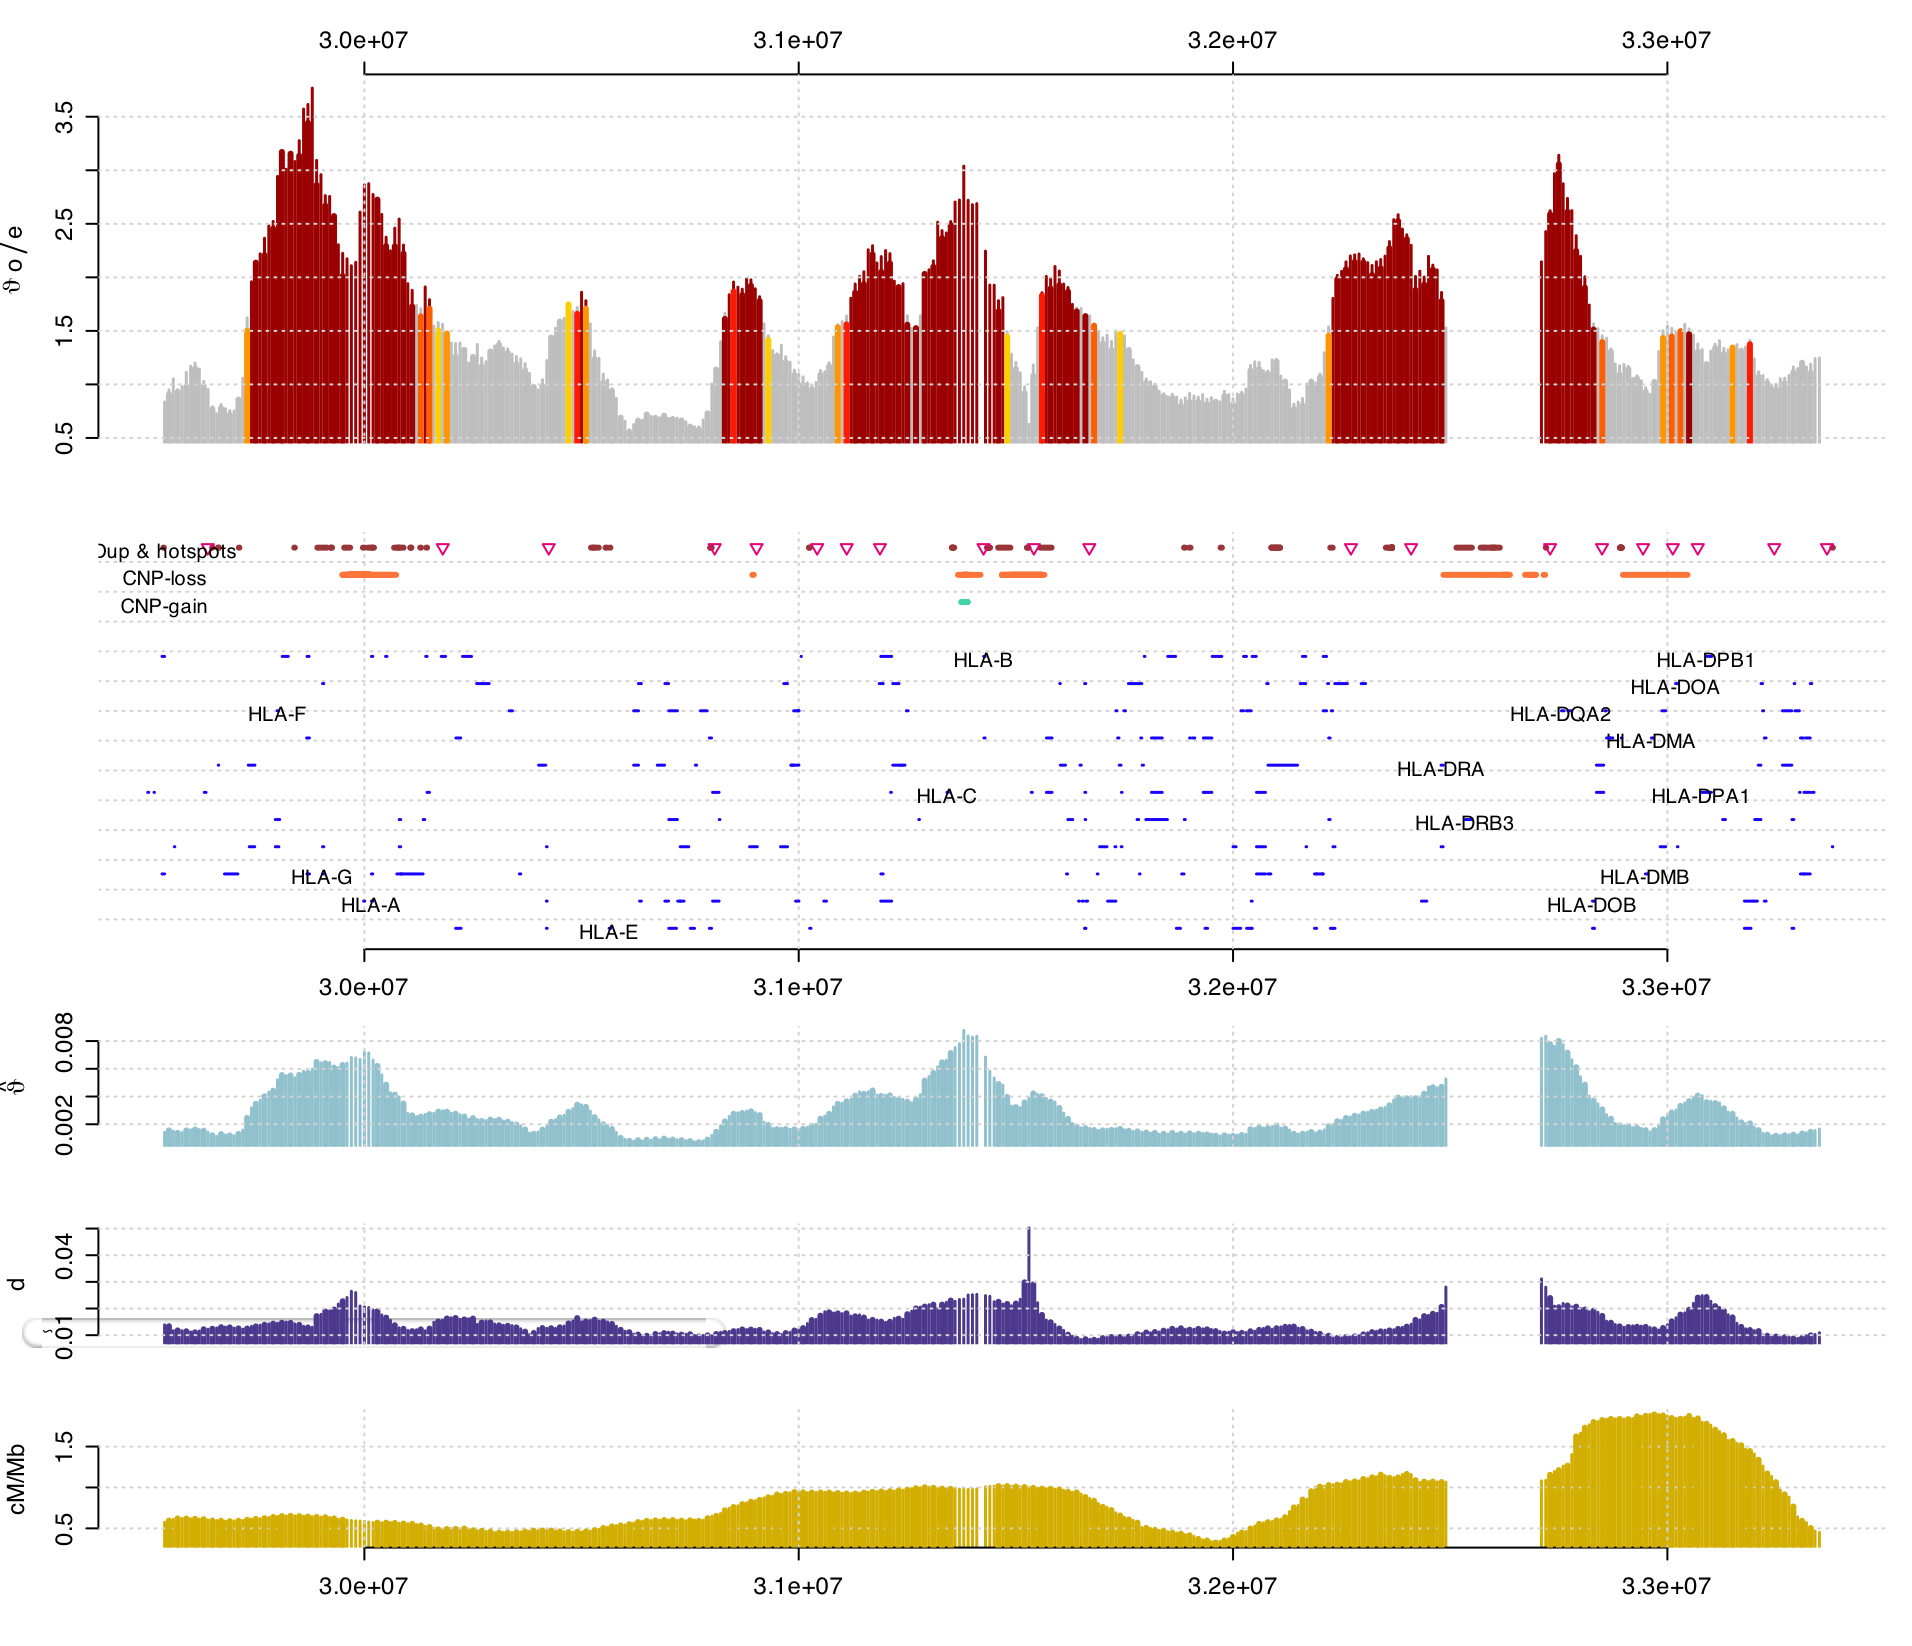 3.0e+07 3.1e+07 3.2e+07 3.3e+07
3.5
2.5
1.5
0.5
ϑ o / e
Dup & hotspots
CNP-loss
CNP-gain
HLA-B HLA-DPB1
HLA-DOA
HLA-F HLA-DQA2
HLA-DMA
HLA-DRA
HLA-C HLA-DPA1
HLA-DRB3
HLA-G HLA-DMB
HLA-A HLA-DOB
HLA-E
3.0e+07 3.1e+07 3.2e+07 3.3e+07
0.008
0.002
ϑ̂
0.04
0.01
d
1.5
0.5
cM/Mb
3.0e+07 3.1e+07 3.2e+07 3.3e+07